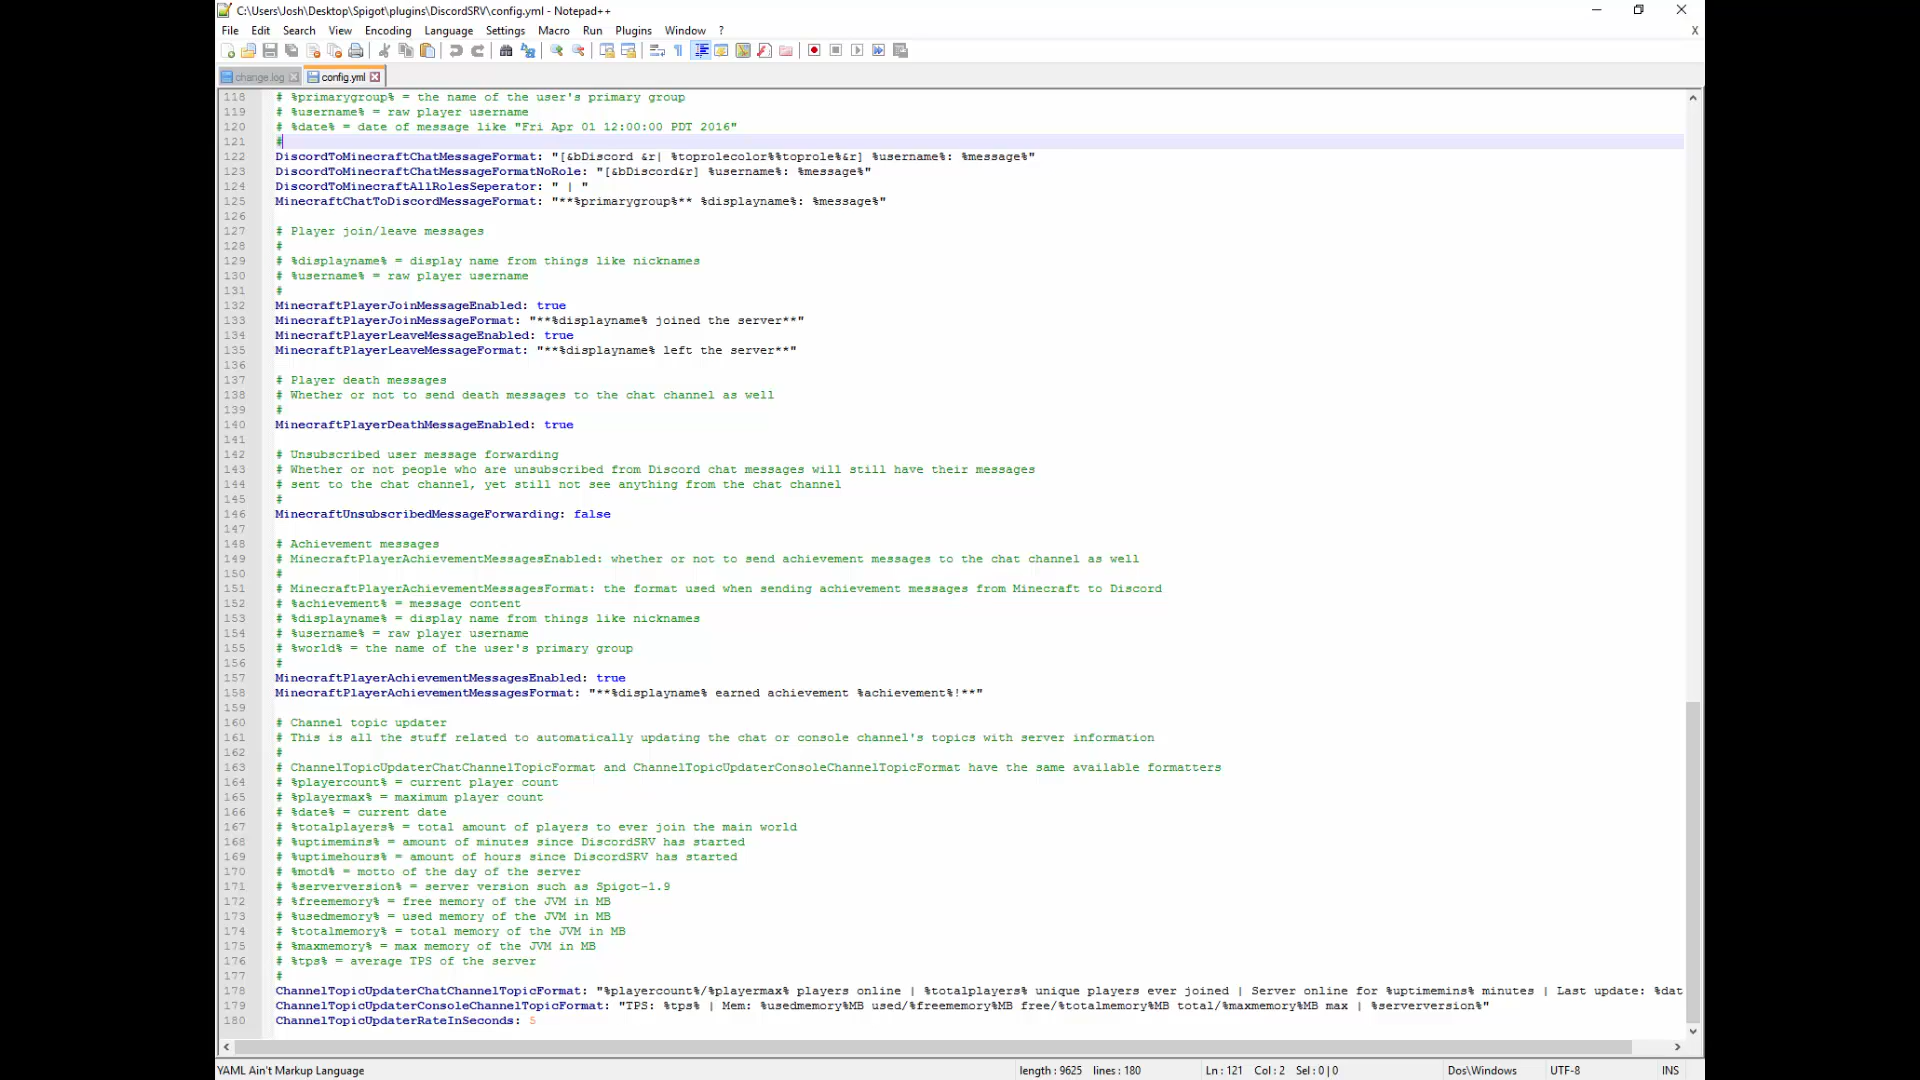 C:\Users\Josh\Desktop\Spigot\plugins\DiscordSRV\config.yml - Notepad++
File Edit Search View Encoding Language Settings Macro Run Plugins Window ? X
change.log config.yml
118 # %primarygroup% = the name of the user's primary group
119 # %username% = raw player username
120 # %date% = date of message like "Fri Apr 01 12:00:00 PDT 2016"
121 #
122 DiscordToMinecraftChatMessageFormat: "[&bDiscord &r| %toprolecolor%%toprole%&r] %username%: %message%"
123 DiscordToMinecraftChatMessageFormatNoRole: "[&bDiscord&r] %username%: %message%"
124 DiscordToMinecraftAllRolesSeperator: " | "
125 MinecraftChatToDiscordMessageFormat: "**%primarygroup%** %displayname%: %message%"
126
127 # Player join/leave messages
128 #
129 # %displayname% = display name from things like nicknames
130 # %username% = raw player username
131 #
132 MinecraftPlayerJoinMessageEnabled: true
133 MinecraftPlayerJoinMessageFormat: "**%displayname% joined the server**"
134 MinecraftPlayerLeaveMessageEnabled: true
135 MinecraftPlayerLeaveMessageFormat: "**%displayname% left the server**"
136
137 # Player death messages
138 # Whether or not to send death messages to the chat channel as well
139 #
140 MinecraftPlayerDeathMessageEnabled: true
141
142 # Unsubscribed user message forwarding
143 # Whether or not people who are unsubscribed from Discord chat messages will still have their messages
144 # sent to the chat channel, yet still not see anything from the chat channel
145 #
146 MinecraftUnsubscribedMessageForwarding: false
147
148 # Achievement messages
149 # MinecraftPlayerAchievementMessagesEnabled: whether or not to send achievement messages to the chat channel as well
150 #
151 # MinecraftPlayerAchievementMessagesFormat: the format used when sending achievement messages from Minecraft to Discord
152 # %achievement% = message content
153 # %displayname% = display name from things like nicknames
154 # %username% = raw player username
155 # %world% = the name of the user's primary group
156 #
157 MinecraftPlayerAchievementMessagesEnabled: true
158 MinecraftPlayerAchievementMessagesFormat: "**%displayname% earned achievement %achievement%!**"
159
160 # Channel topic updater
161 # This is all the stuff related to automatically updating the chat or console channel's topics with server information
162 #
163 # ChannelTopicUpdaterChatChannelTopicFormat and ChannelTopicUpdaterConsoleChannelTopicFormat have the same available formatters
164 # %playercount% = current player count
165 # %playermax% = maximum player count
166 # %date% = current date
167 # %totalplayers% = total amount of players to ever join the main world
168 # %uptimemins% = amount of minutes since DiscordSRV has started
169 # %uptimehours% = amount of hours since DiscordSRV has started
170 # %motd% = motto of the day of the server
171 # %serverversion% = server version such as Spigot-1.9
172 # %freememory% = free memory of the JVM in MB
173 # %usedmemory% = used memory of the JVM in MB
174 # %totalmemory% = total memory of the JVM in MB
175 # %maxmemory% = max memory of the JVM in MB
176 # %tps% = average TPS of the server
177 #
178 ChannelTopicUpdaterChatChannelTopicFormat: "%playercount%/%playermax% players online | %totalplayers% unique players ever joined | Server online for %uptimemins% minutes | Last update: %dat
179 ChannelTopicUpdaterConsoleChannelTopicFormat: "TPS: %tps% | Mem: %usedmemory%MB used/%freememory%MB free/%totalmemory%MB total/%maxmemory%MB max | %serverversion%"
180 ChannelTopicUpdaterRateInSeconds: 5
YAML Ain't Markup Language length : 9625 lines : 180 Ln : 121 Col : 2 Sel : 0 | 0 Dos\Windows UTF-8 INS